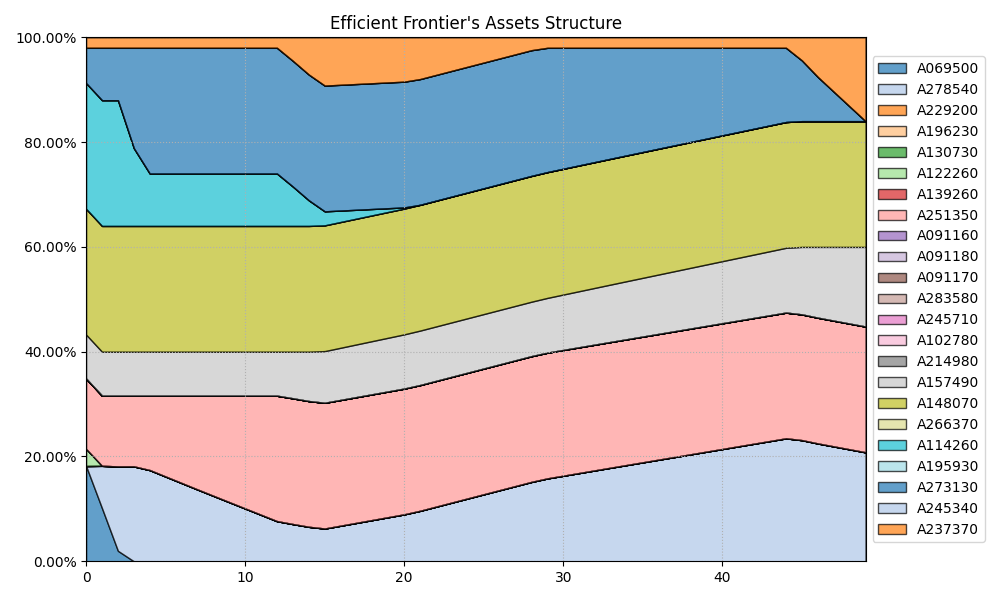 Efficient Frontier's Assets Structure
100.00%
80.00%
60.00%
40.00%
20.00%
0.00%
0
10
20
30
40
A069500
A278540
A229200
A196230
A130730
A122260
A139260
A251350
A091160
A091180
A091170
A283580
A245710
A102780
A214980
A157490
A148070
A266370
A114260
A195930
A273130
A245340
A237370